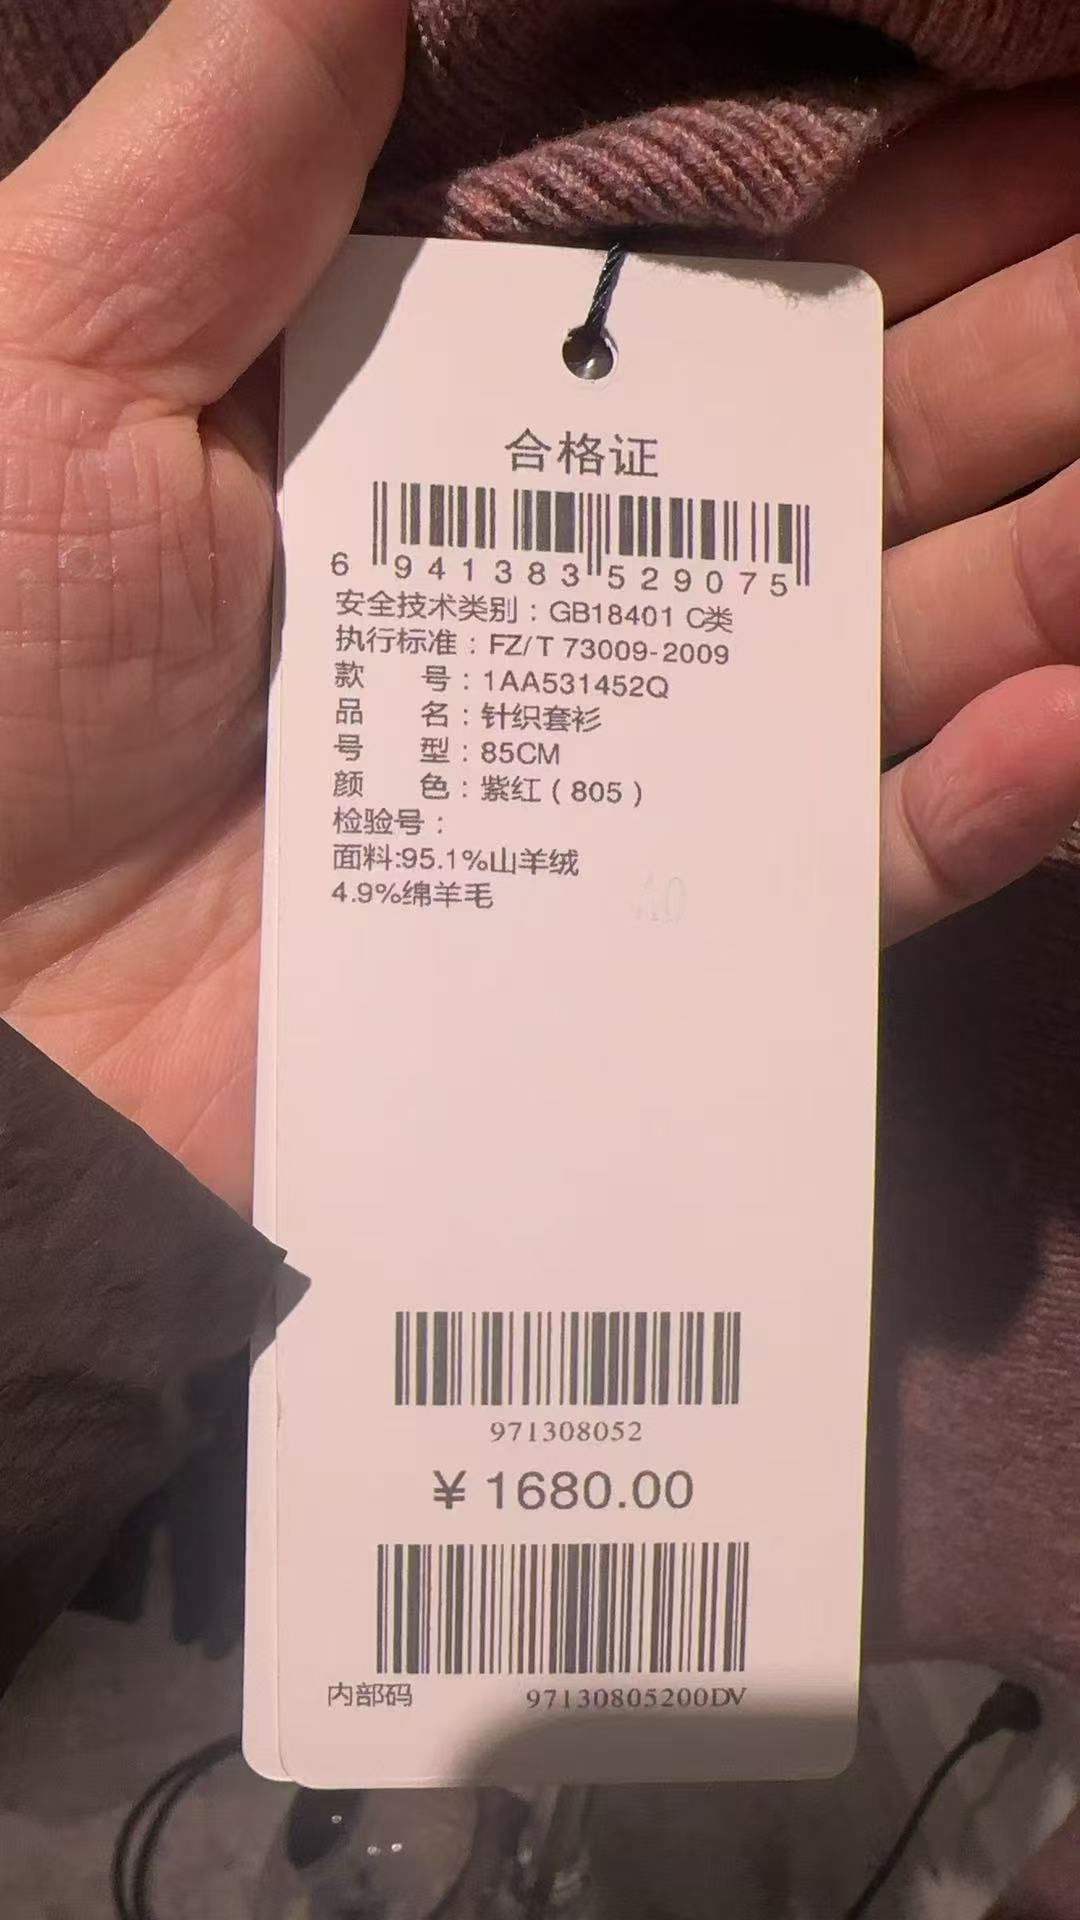 合格证
6 941383 529075
安全技术类别：GB18401 C类
执行标准：FZ/T 73009-2009
款 号：1AA531452Q
品 名：针织套衫
号 型：85CM
颜 色：紫红（805）
检验号：
面料:95.1%山羊绒
4.9%绵羊毛
971308052
¥ 1680.00
内部码 97130805200DV